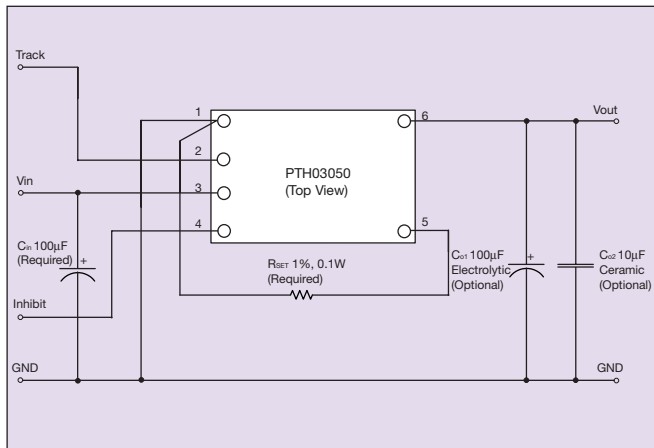 Track
1
6
Vout
2
PTH03050
(Top View)
Vin
3
4
5
Cin 100µF
(Required)
+
RSET 1%, 0.1W
(Required)
Co1 100µF
Electrolytic
(Optional)
+
Co2 10µF
Ceramic
(Optional)
Inhibit
GND
GND